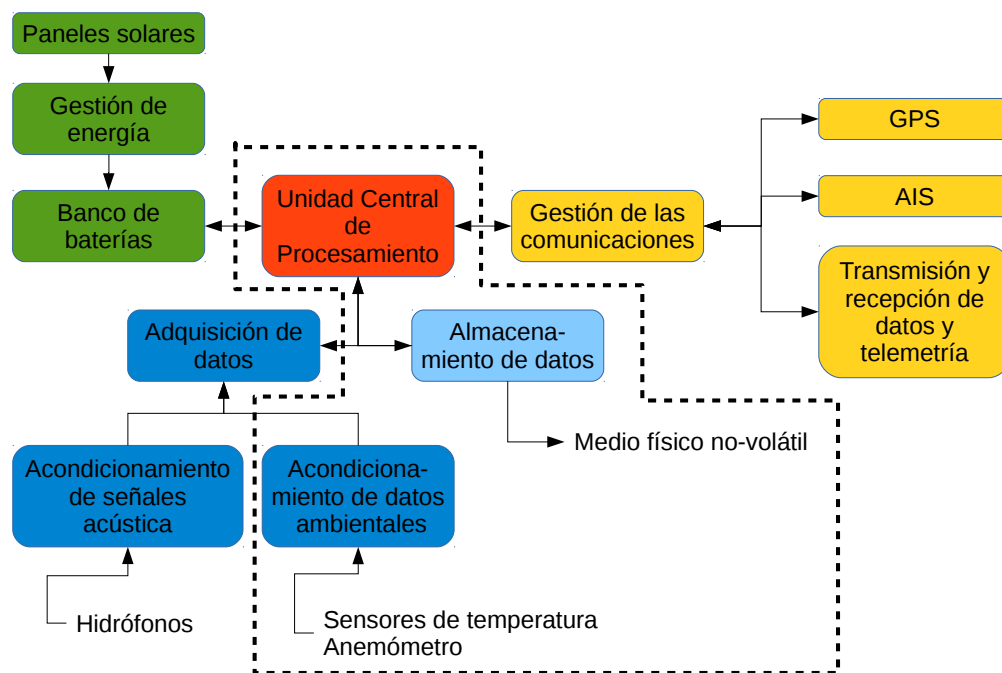 Paneles solares
Gestión de
energía
Banco de
baterías
Unidad Central
de
Procesamiento
Gestión de las
comunicaciones
GPS
AIS
Transmisión y
recepción de
datos y
telemetría
Adquisición de
datos
Almacena-
miento de datos
Medio físico no-volátil
Acondicionamiento
de señales
acústica
Acondiciona-
miento de datos
ambientales
Hidrófonos
Sensores de temperatura
Anemómetro